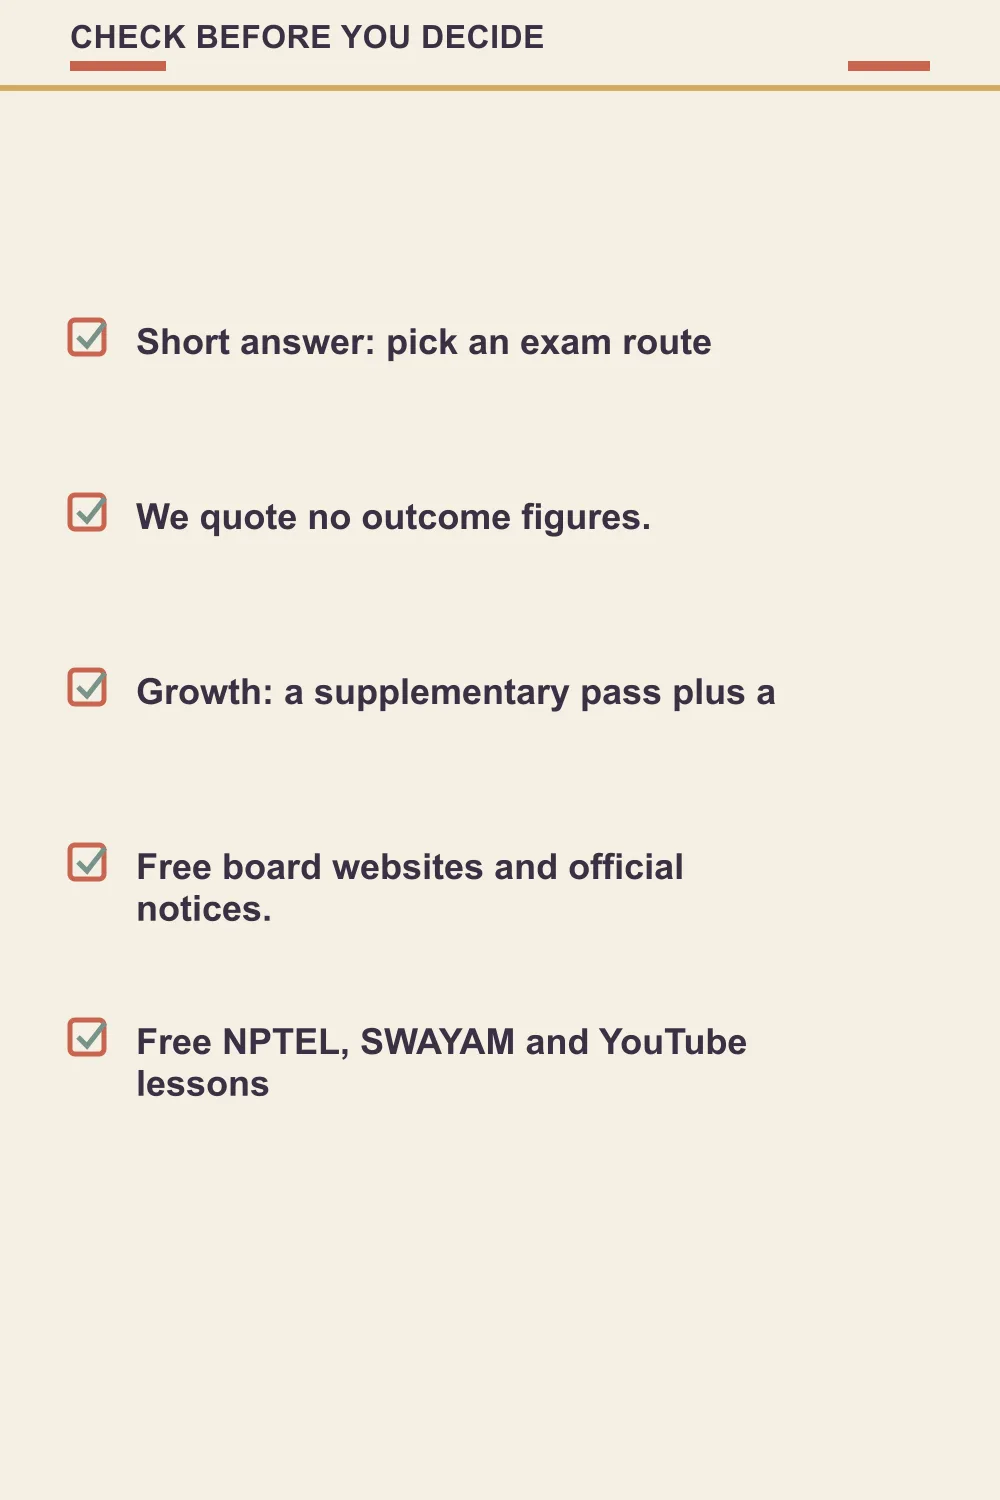 CHECK BEFORE YOU DECIDE
Short answer: pick an exam route
We quote no outcome figures.
Growth: a supplementary pass plus a
Free board websites and official
notices.
Free NPTEL, SWAYAM and YouTube
lessons